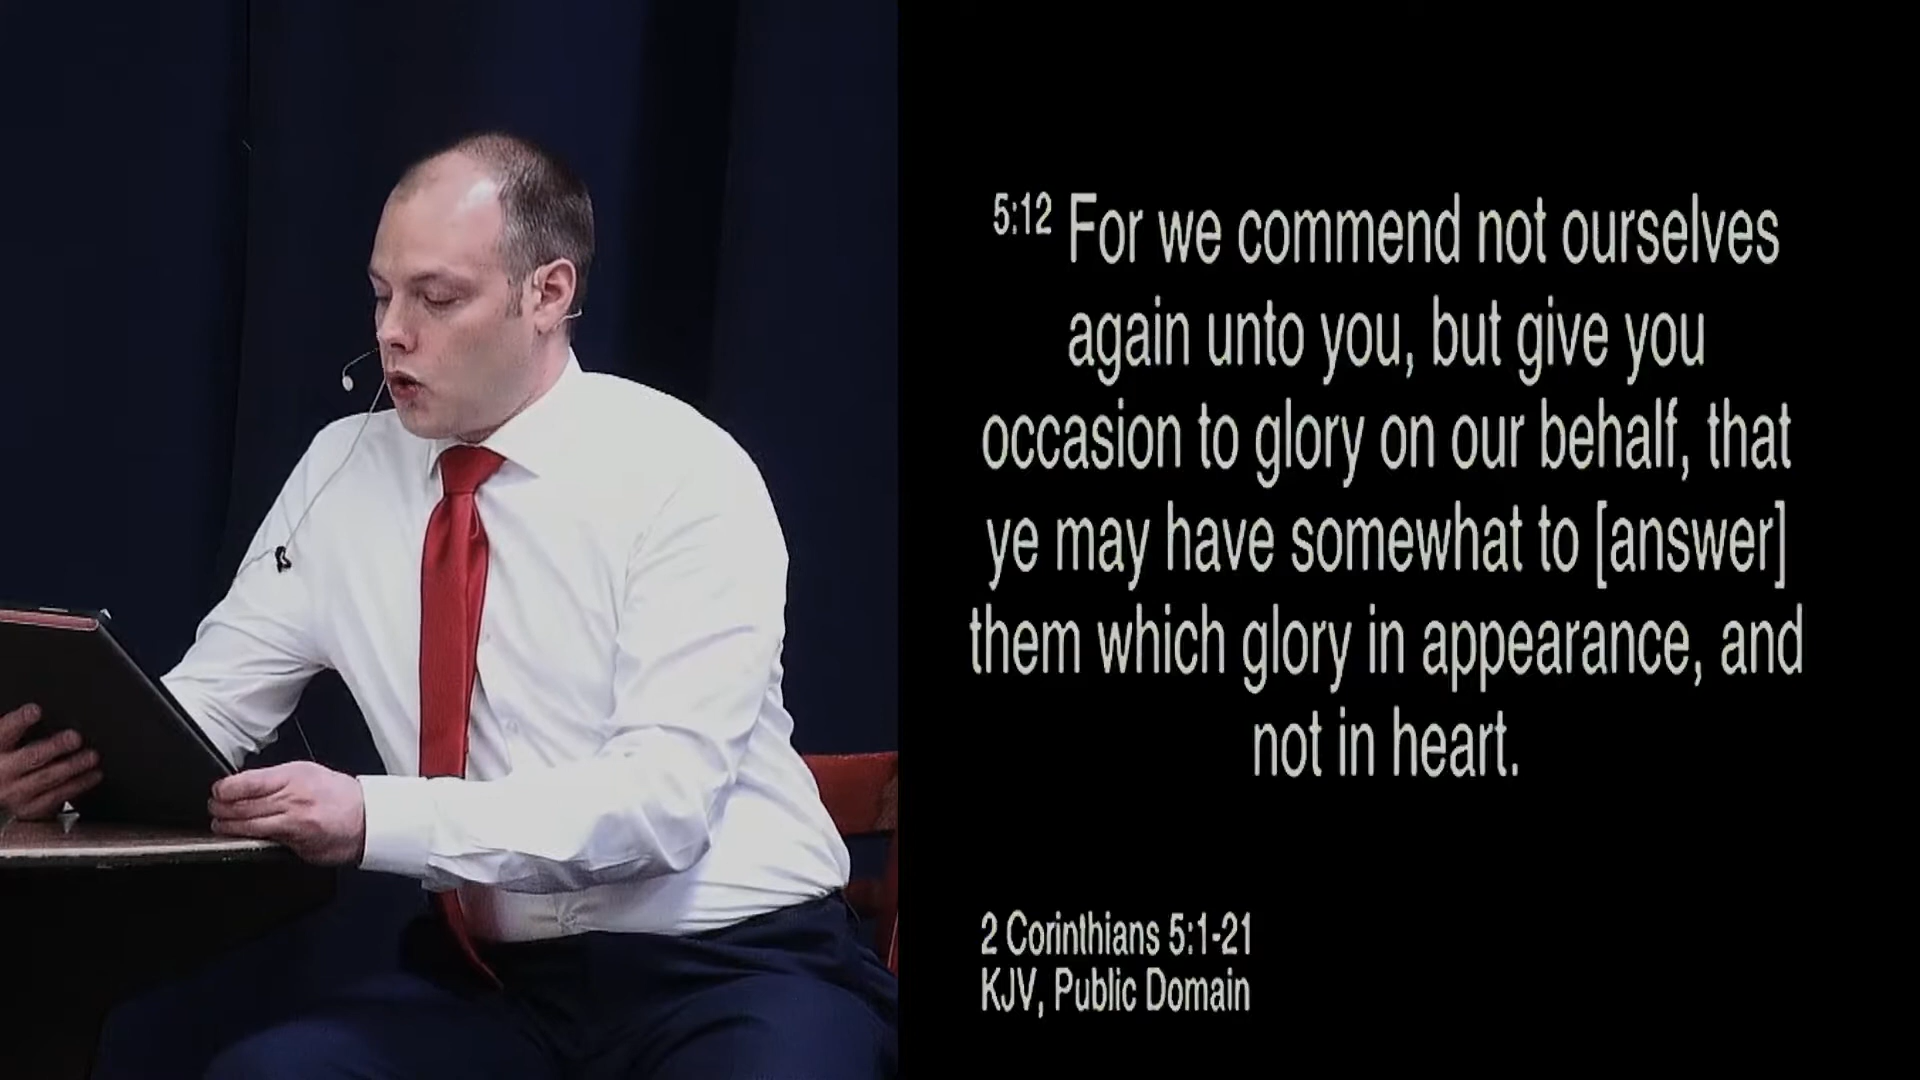 5:12 For we commend not ourselves
again unto you, but give you
occasion to glory on our behalf, that
ye may have somewhat to [answer]
them which glory in appearance, and
not in heart.
2 Corinthians 5:1-21
KJV, Public Domain